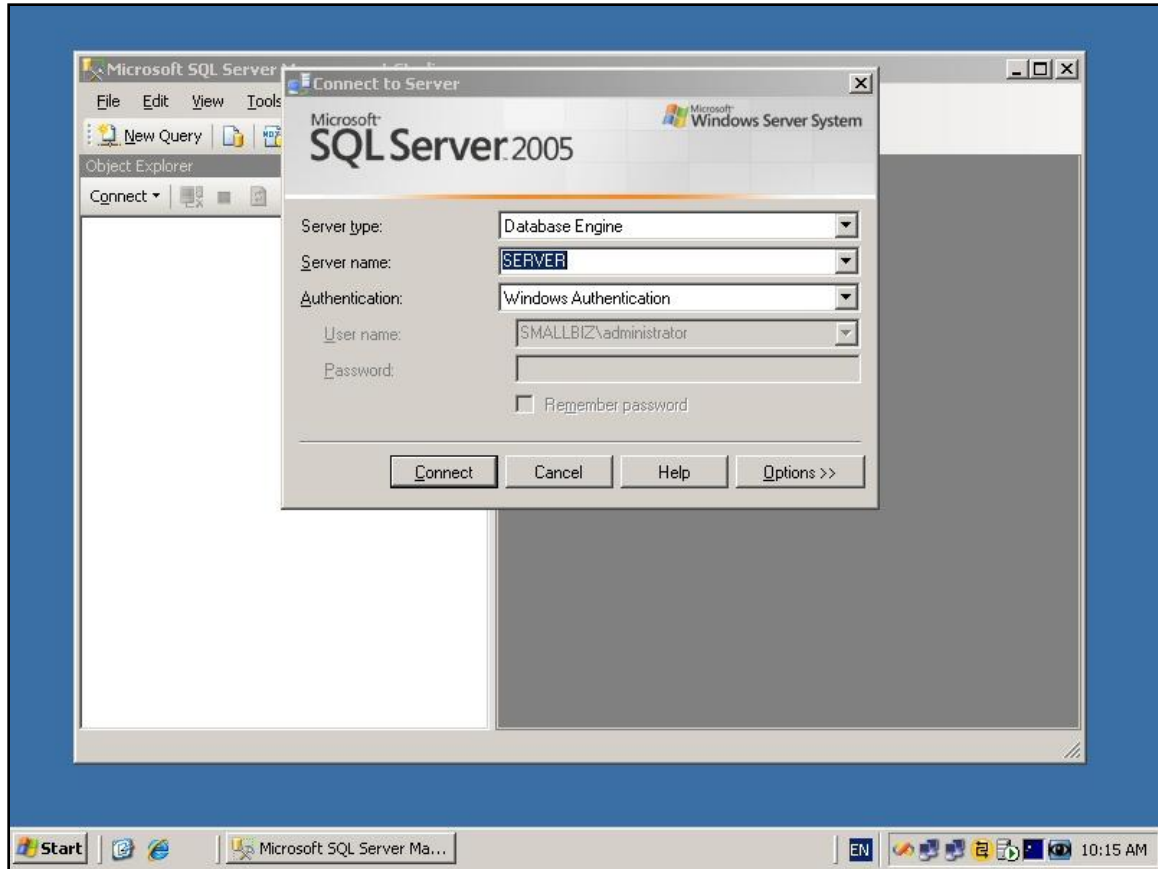 Microsoft SQL Server
File Edit View Tools
New Query
Object Explorer
Connect
Connect to Server
Microsoft
SQL Server 2005
Microsoft
Windows Server System
Server type:
Database Engine
Server name:
SERVER
Authentication:
Windows Authentication
User name:
SMALLBIZ\administrator
Password:
Remember password
Connect Cancel Help Options >>
Start
Microsoft SQL Server Ma...
EN
10:15 AM